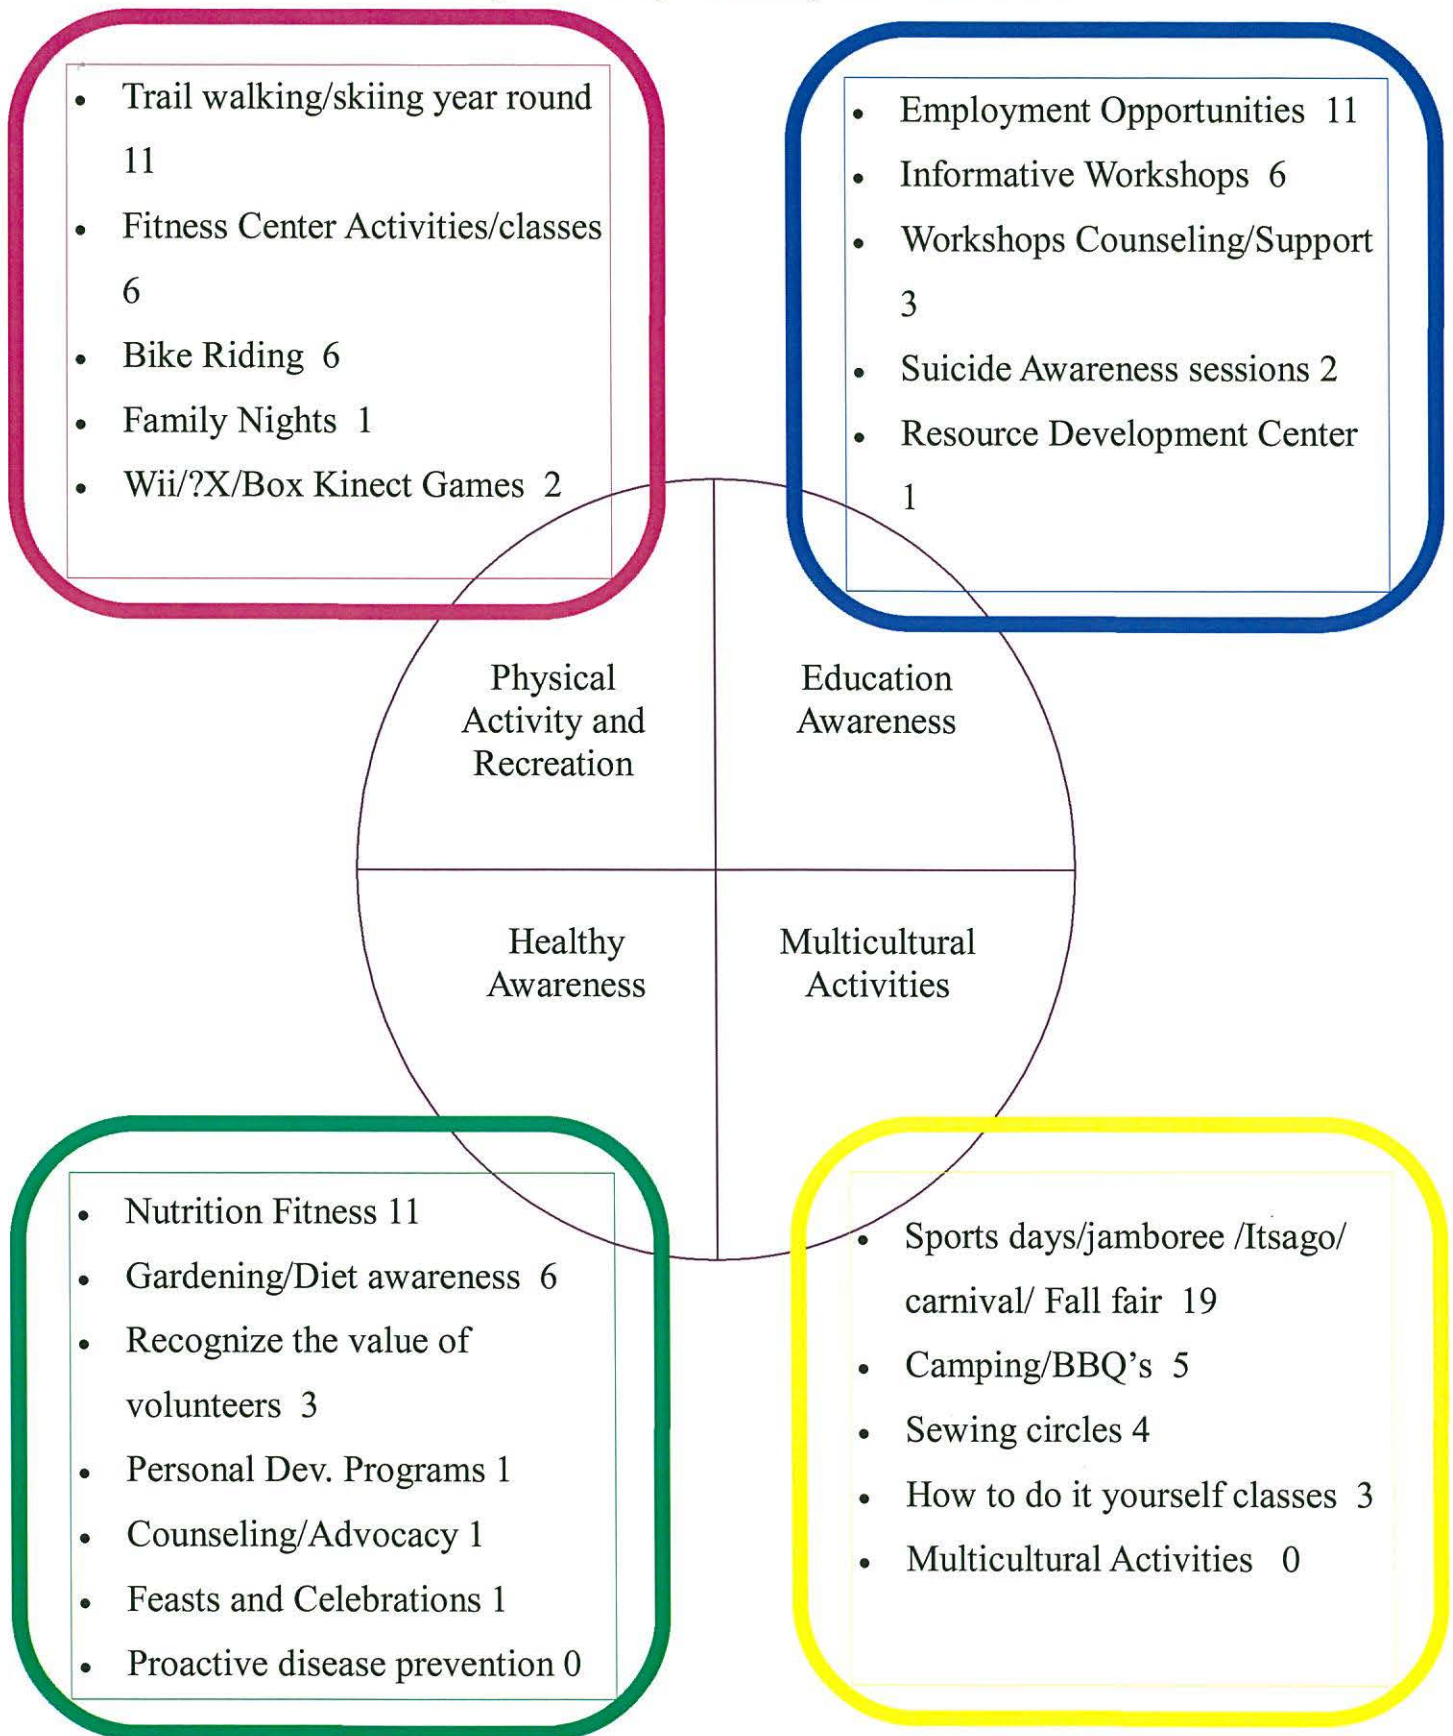 • Trail walking/skiing year round
11
• Fitness Center Activities/classes
6
• Bike Riding 6
• Family Nights 1
• Wii/?X/Box Kinect Games 2
• Employment Opportunities 11
• Informative Workshops 6
• Workshops Counseling/Support
3
• Suicide Awareness sessions 2
• Resource Development Center
1
Physical
Activity and
Recreation
Education
Awareness
Healthy
Awareness
Multicultural
Activities
• Nutrition Fitness 11
• Gardening/Diet awareness 6
• Recognize the value of
volunteers 3
• Personal Dev. Programs 1
• Counseling/Advocacy 1
• Feasts and Celebrations 1
• Proactive disease prevention 0
• Sports days/jamboree /Itsago/
carnival/ Fall fair 19
• Camping/BBQ’s 5
• Sewing circles 4
• How to do it yourself classes 3
• Multicultural Activities 0